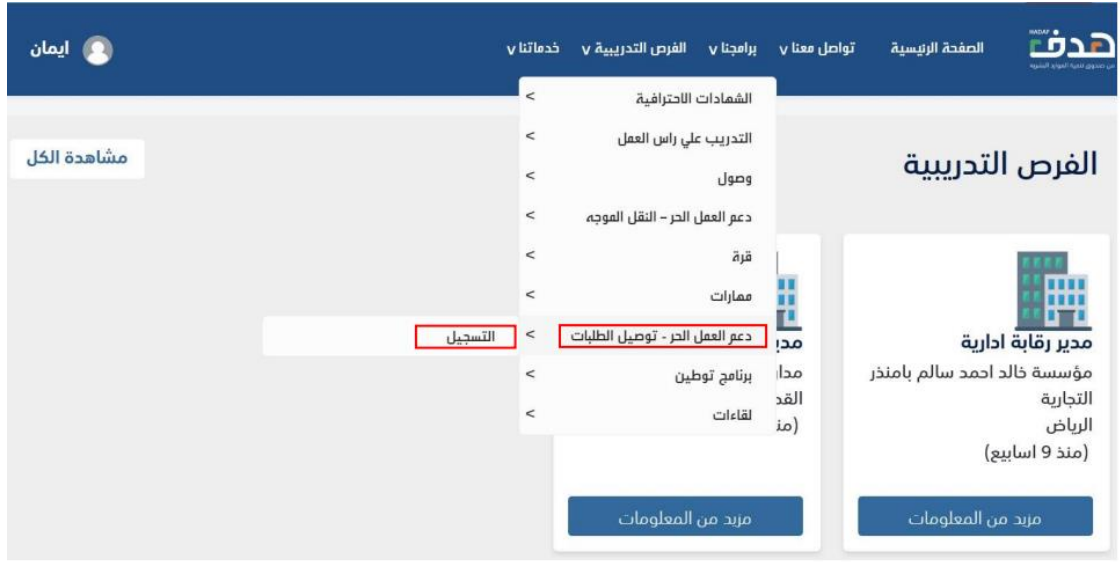 HADAF
هدف
الصفحة الرئيسية
تواصل معنا v
برامجنا v
الفرص التدريبية v
خدماتنا v
ايمان
الشهادات الاحترافية >
التدريب علي راس العمل >
وصول >
دعم العمل الحر – النقل الموجه >
قرة >
مهارات >
دعم العمل الحر - توصيل الطلبات >
التسجيل
برنامج توطين >
لقاءات >
الفرص التدريبية
مشاهدة الكل
مدير رقابة ادارية
مؤسسة خالد احمد سالم بامنذر
التجارية
الرياض
(منذ 9 اسابيع)
مزيد من المعلومات
مزيد من المعلومات